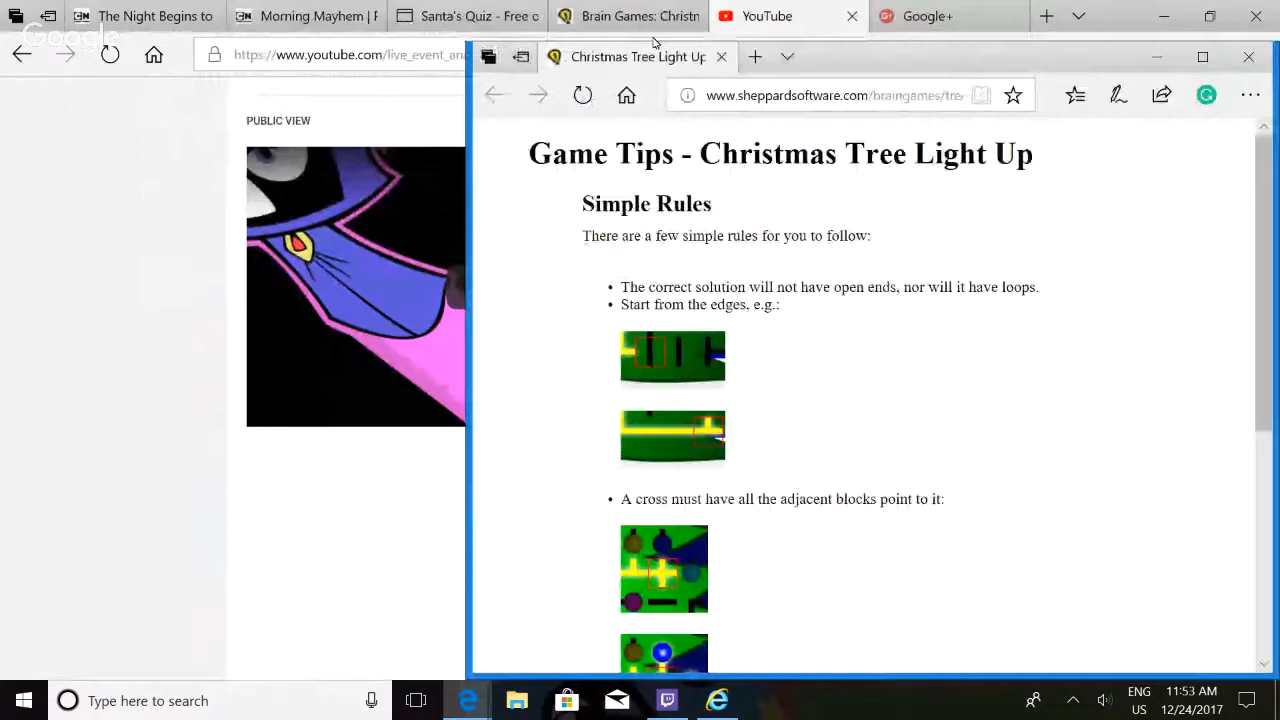 The Night Begins to
Morning Mayhem |
Santa's Quiz - Free o
Brain Games: Christn
YouTube
Google+
Google
https://www.youtube.com/live_event_ana
Christmas Tree Light Up
www.sheppardsoftware.com/braingames/tre
PUBLIC VIEW
Game Tips - Christmas Tree Light Up
Simple Rules
There are a few simple rules for you to follow:
• The correct solution will not have open ends, nor will it have loops.
• Start from the edges, e.g.:
• A cross must have all the adjacent blocks point to it:
Type here to search
ENG
US
11:53 AM
12/24/2017